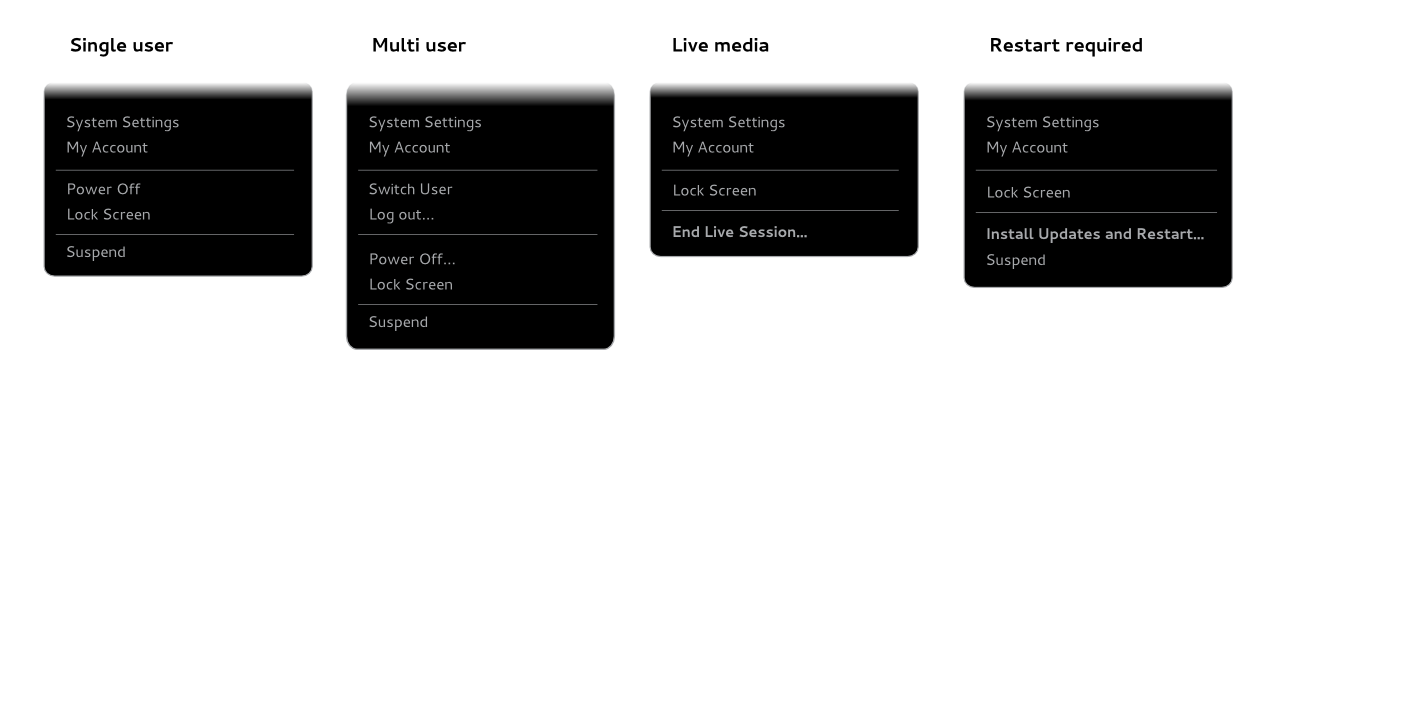 Single user
System Settings
My Account
Power Off
Lock Screen
Suspend
Multi user
System Settings
My Account
Switch User
Log out...
Power Off...
Lock Screen
Suspend
Live media
System Settings
My Account
Lock Screen
End Live Session...
Restart required
System Settings
My Account
Lock Screen
Install Updates and Restart...
Suspend